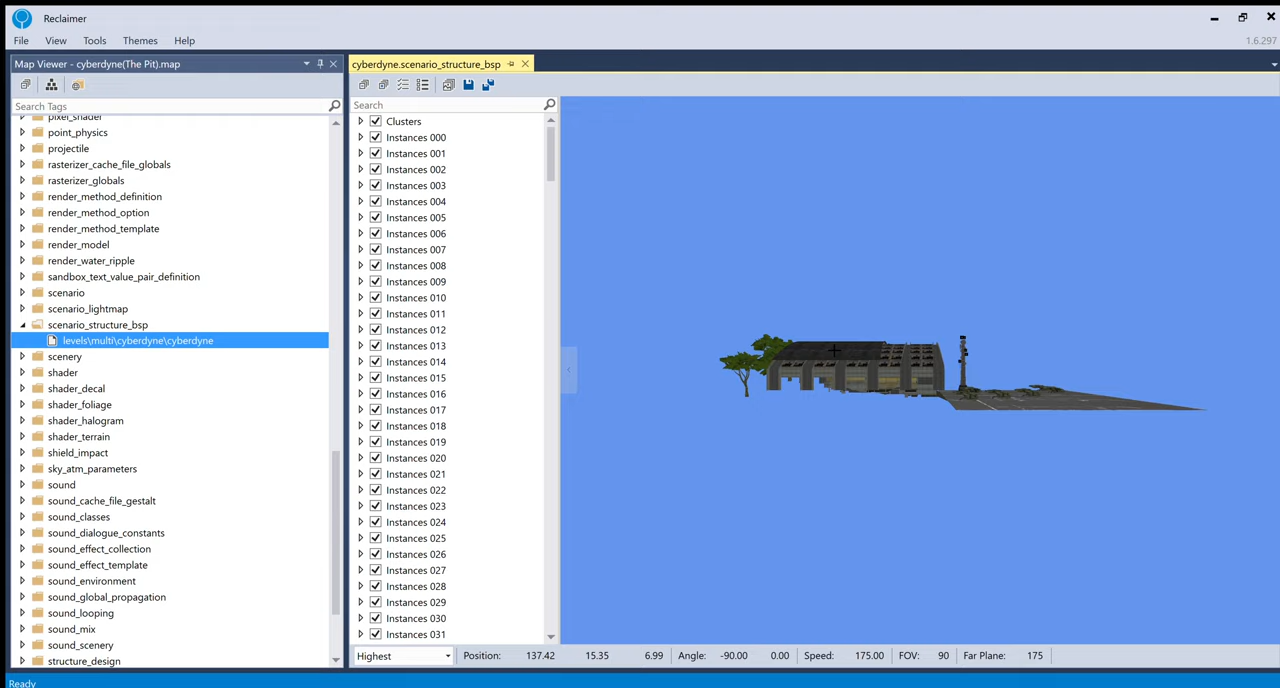 Reclaimer
File View Tools Themes Help
1.6.297
Map Viewer - cyberdyne(The Pit).map
cyberdyne.scenario_structure_bsp
Search Tags
Search
pixel_shader
point_physics
projectile
rasterizer_cache_file_globals
rasterizer_globals
render_method_definition
render_method_option
render_method_template
render_model
render_water_ripple
sandbox_text_value_pair_definition
scenario
scenario_lightmap
scenario_structure_bsp
levels\multi\cyberdyne\cyberdyne
scenery
shader
shader_decal
shader_foliage
shader_halogram
shader_terrain
shield_impact
sky_atm_parameters
sound
sound_cache_file_gestalt
sound_classes
sound_dialogue_constants
sound_effect_collection
sound_effect_template
sound_environment
sound_global_propagation
sound_looping
sound_mix
sound_scenery
structure_design
Clusters
Instances 000
Instances 001
Instances 002
Instances 003
Instances 004
Instances 005
Instances 006
Instances 007
Instances 008
Instances 009
Instances 010
Instances 011
Instances 012
Instances 013
Instances 014
Instances 015
Instances 016
Instances 017
Instances 018
Instances 019
Instances 020
Instances 021
Instances 022
Instances 023
Instances 024
Instances 025
Instances 026
Instances 027
Instances 028
Instances 029
Instances 030
Instances 031
Highest Position: 137.42 15.35 6.99 Angle: -90.00 0.00 Speed: 175.00 FOV: 90 Far Plane: 175
Ready